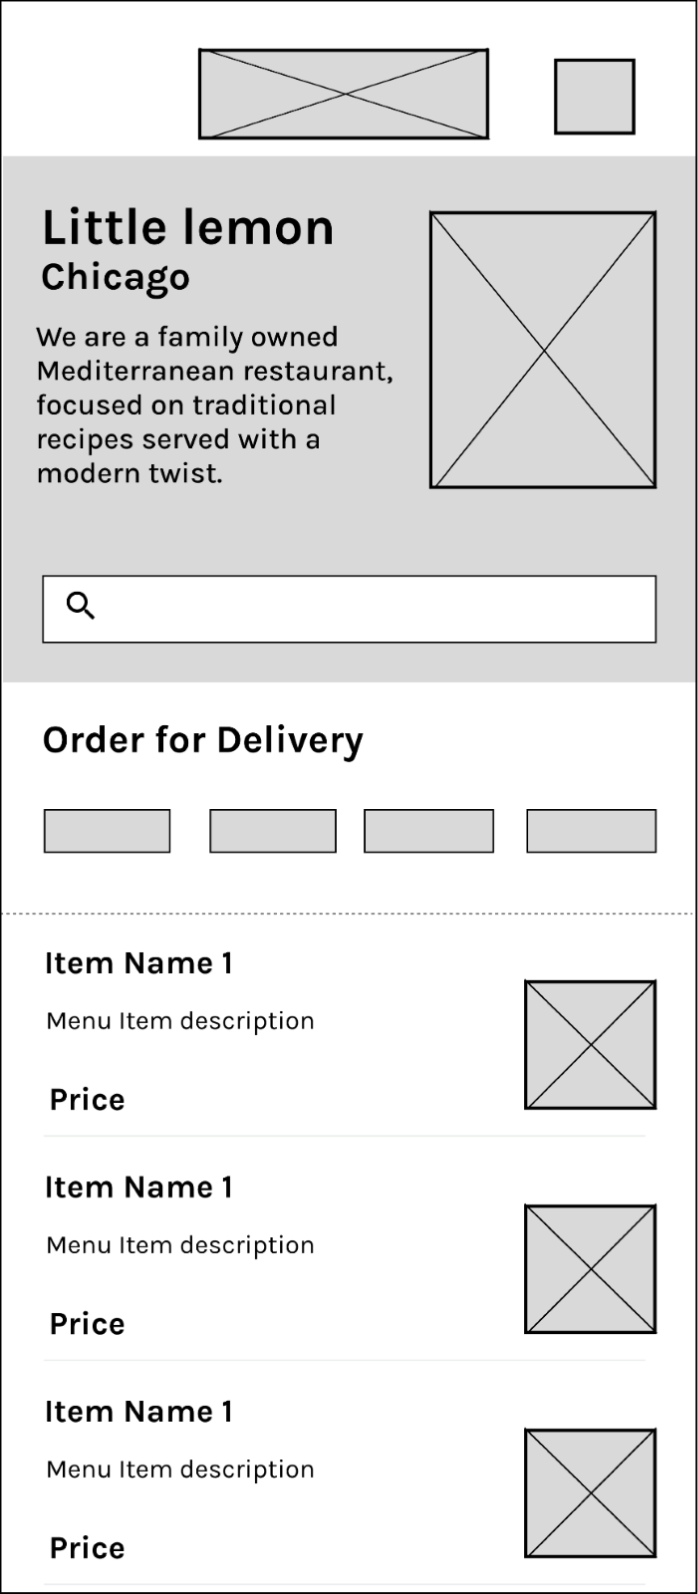 Little lemon
Chicago
We are a family owned
Mediterranean restaurant,
focused on traditional
recipes served with a
modern twist.
Order for Delivery
Item Name 1
Menu Item description
Price
Item Name 1
Menu Item description
Price
Item Name 1
Menu Item description
Price